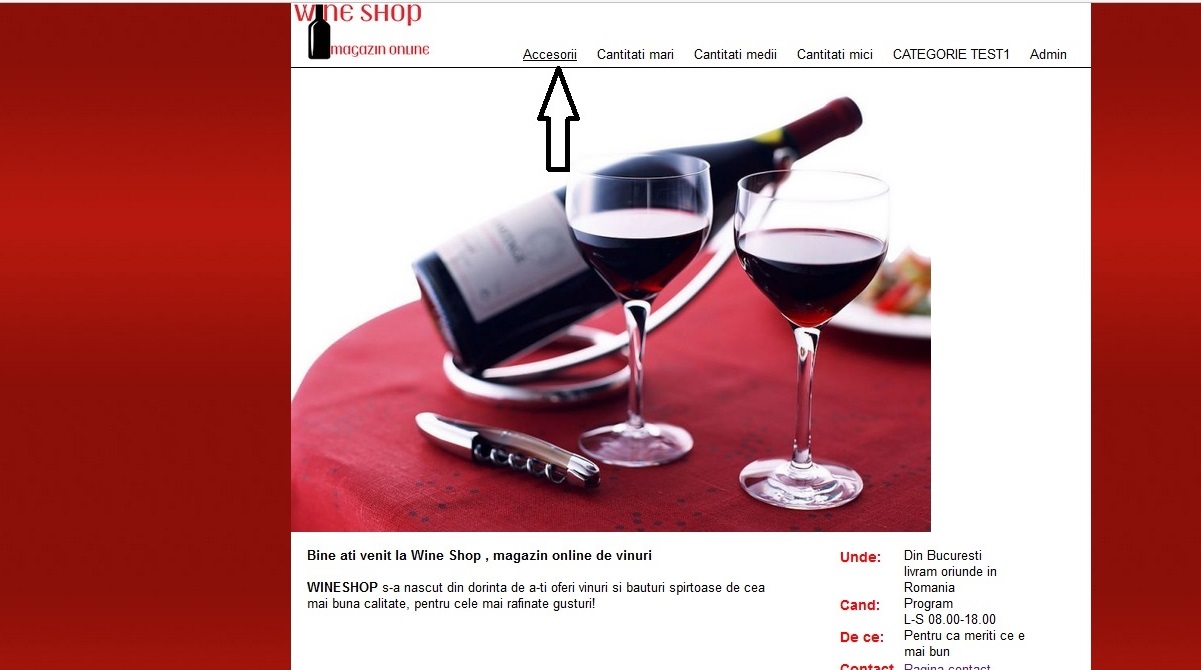 WINE SHOP
magazin online
Accesorii Cantitati mari Cantitati medii Cantitati mici CATEGORIE TEST1 Admin
Bine ati venit la Wine Shop , magazin online de vinuri
WINESHOP s-a nascut din dorinta de a-ti oferi vinuri si bauturi spirtoase de cea
mai buna calitate, pentru cele mai rafinate gusturi!
Unde: Din Bucuresti
livram oriunde in
Romania
Cand: Program
L-S 08.00-18.00
De ce: Pentru ca meriti ce e
mai bun
Contact Pagina contact